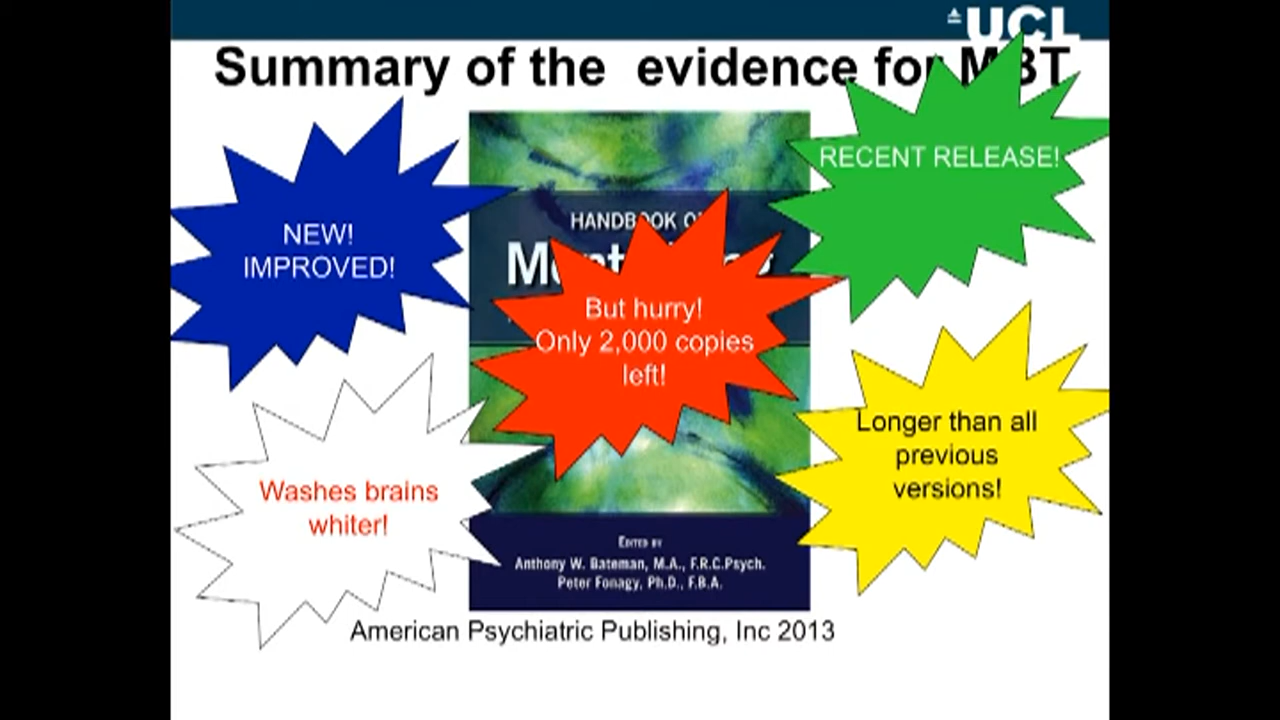 UCL
Summary of the evidence for MBT
RECENT RELEASE!
NEW!
IMPROVED!
HANDBOOK
But hurry!
Only 2,000 copies
left!
Longer than all
previous
versions!
Washes brains
whiter!
EDITED BY
Anthony W. Bateman, M.A., F.R.C.Psych.
Peter Fonagy, Ph.D., F.B.A.
American Psychiatric Publishing, Inc 2013